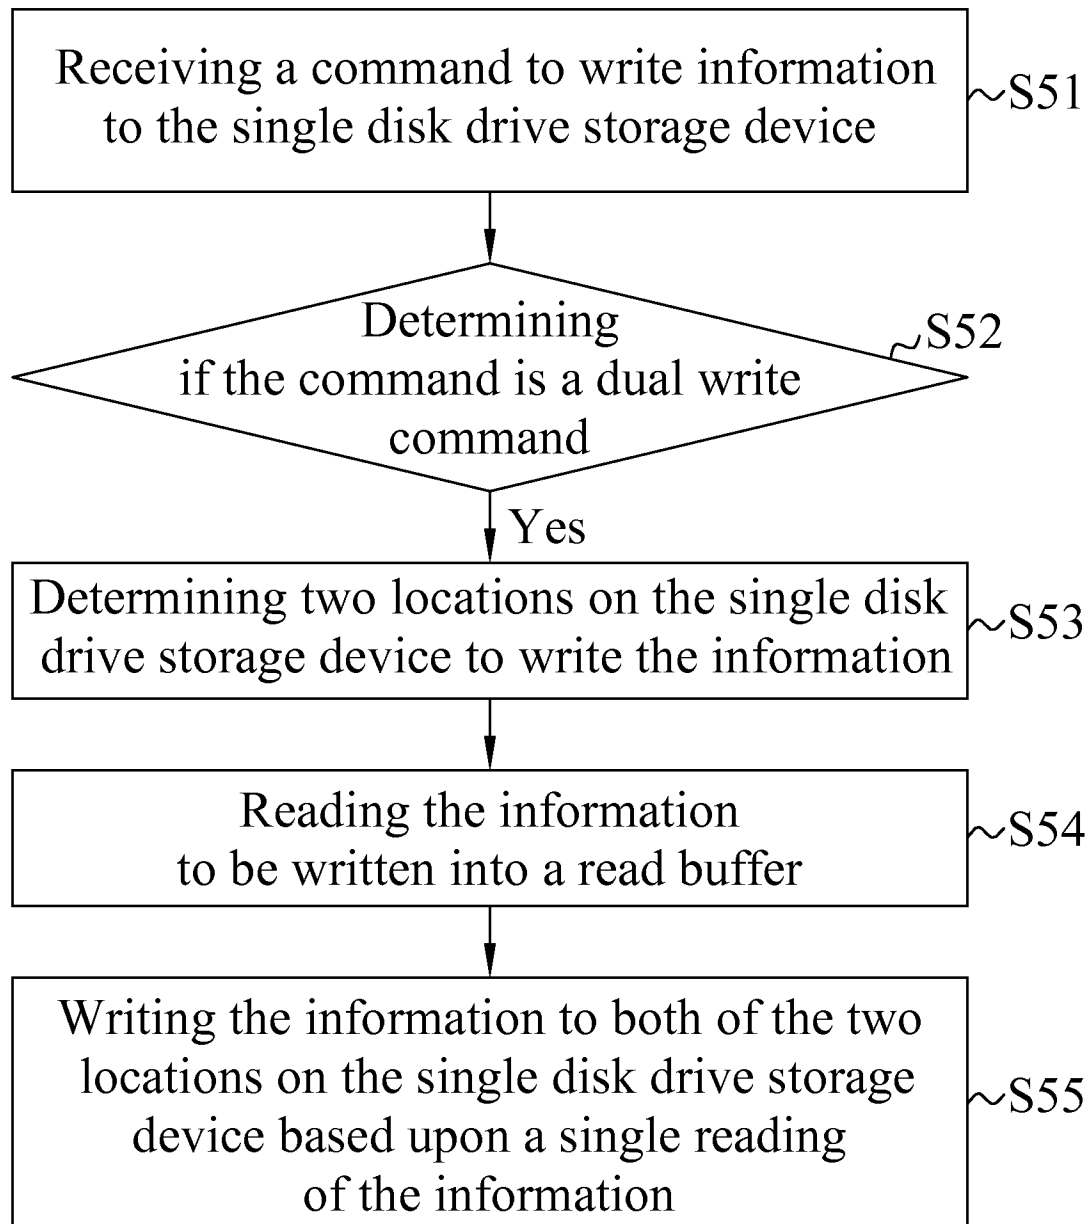 Receiving a command to write information
to the single disk drive storage device
S51
Determining
if the command is a dual write
command
S52
Yes
Determining two locations on the single disk
drive storage device to write the information
S53
Reading the information
to be written into a read buffer
S54
Writing the information to both of the two
locations on the single disk drive storage
device based upon a single reading
of the information
S55